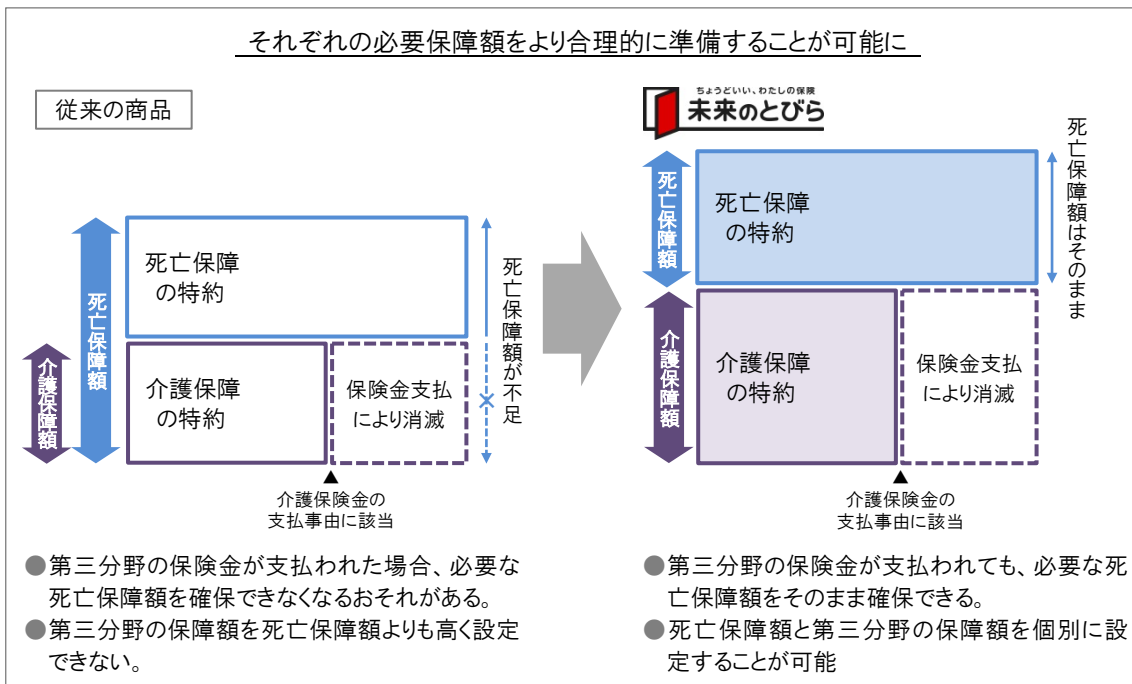 それぞれの必要保障額をより合理的に準備することが可能に
従来の商品
死亡保障
の特約
介護保障
の特約
保険金支払
により消滅
介護保障額
死亡保障額
死亡保障額が不足
▲
介護保険金の
支払事由に該当
●第三分野の保険金が支払われた場合、必要な
死亡保障額を確保できなくなるおそれがある。
●第三分野の保障額を死亡保障額よりも高く設定
できない。
ちょうどいい、わたしの保険
未来のとびら
死亡保障額
死亡保障
の特約
死亡保障額はそのまま
介護保障額
介護保障
の特約
保険金支払
により消滅
▲
介護保険金の
支払事由に該当
●第三分野の保険金が支払われても、必要な死
亡保障額をそのまま確保できる。
●死亡保障額と第三分野の保障額を個別に設
定することが可能